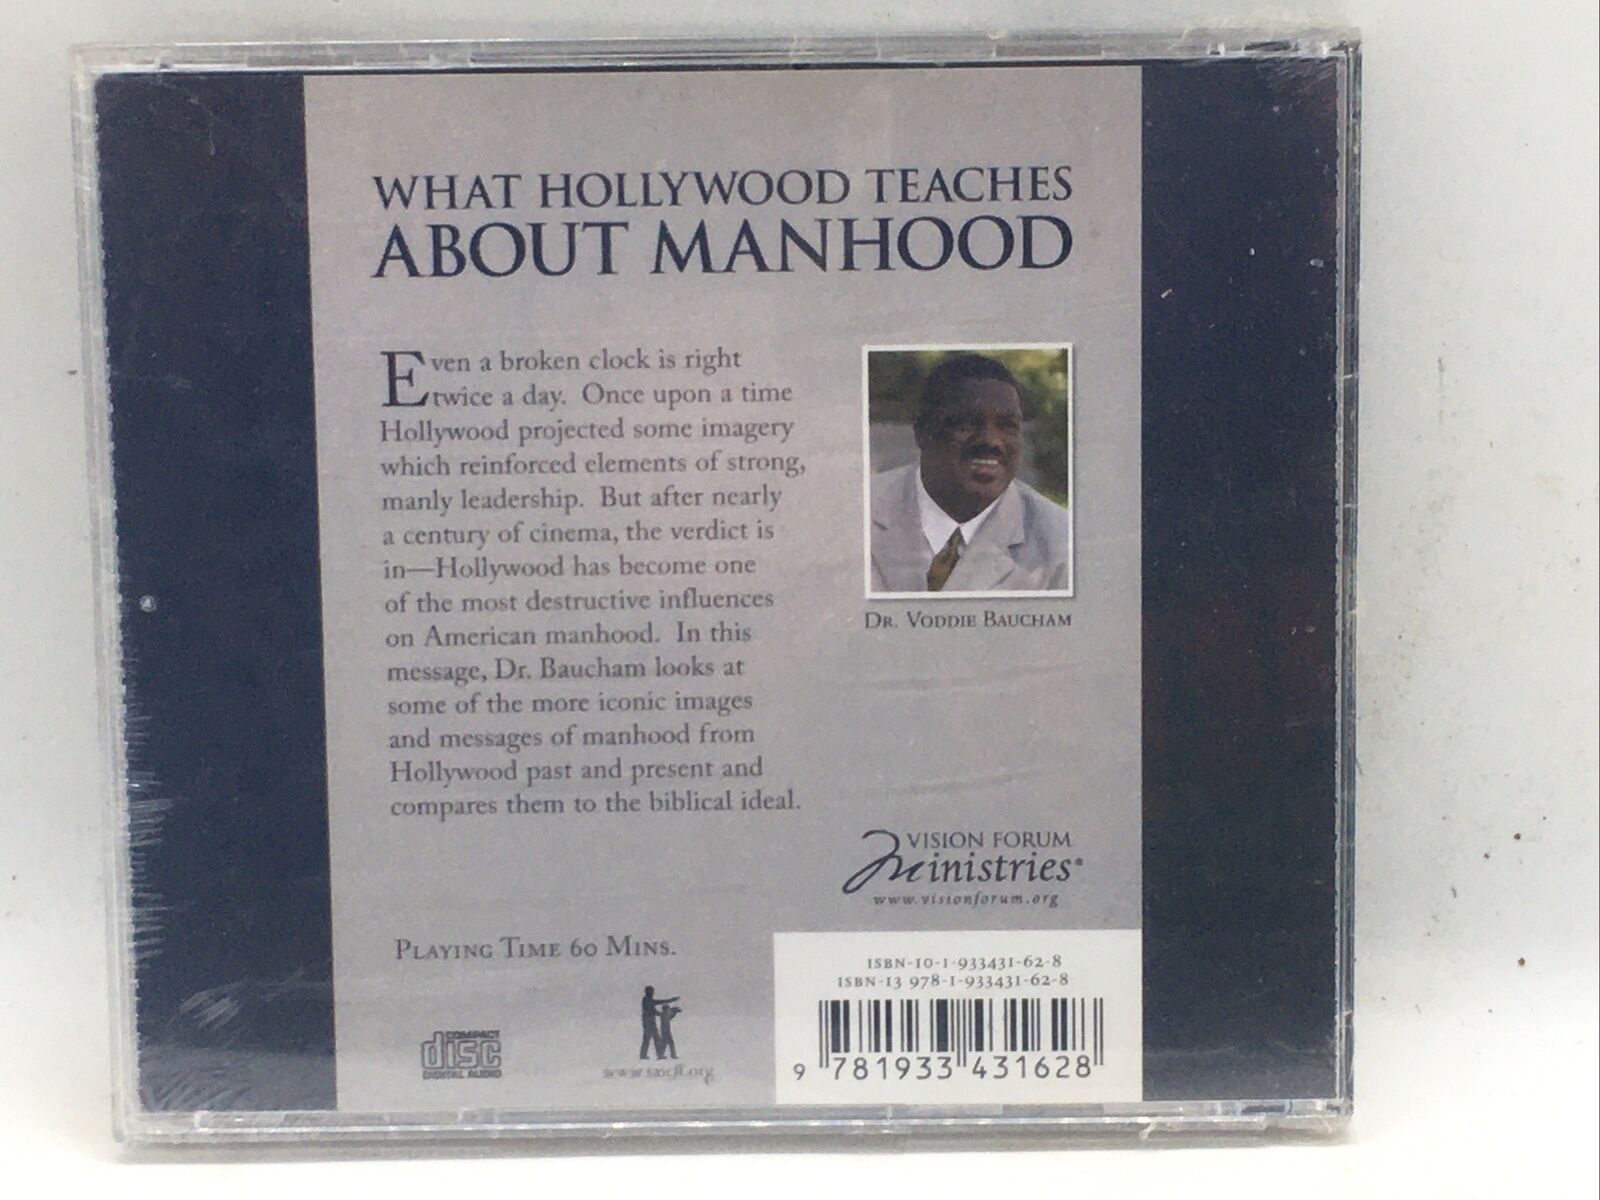 WHAT HOLLYWOOD TEACHES
ABOUT MANHOOD
Even a broken clock is right
twice a day. Once upon a time
Hollywood projected some imagery
which reinforced elements of strong,
manly leadership. But after nearly
a century of cinema, the verdict is
in—Hollywood has become one
of the most destructive influences
on American manhood. In this
message, Dr. Baucham looks at
some of the more iconic images
and messages of manhood from
Hollywood past and present and
compares them to the biblical ideal.
DR. VODDIE BAUCHAM
VISION FORUM
Ministries®
www.visionforum.org
PLAYING TIME 60 MINS.
COMPACT
disc
DIGITAL AUDIO
www.saicff.org
ISBN-10-1-933431-62-8
ISBN-13 978-1-933431-62-8
9 781933 431628